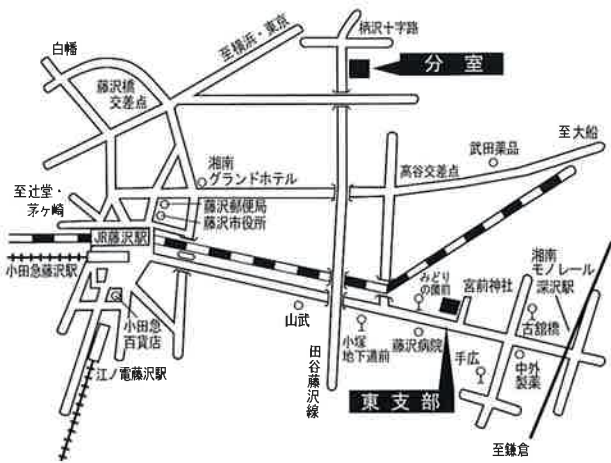 柄沢十字路
至横浜・東京
白幡
分室
藤沢橋
交差点
武田薬品
至大船
高谷交差点
湘南
グランドホテル
至辻堂・
茅ヶ崎
藤沢郵便局
藤沢市役所
JR藤沢駅
小田急藤沢駅
湘南
モノレール
深沢駅
みどり
の園前
宮前神社
小田急
百貨店
山武
小塚
地下道前
藤沢病院
古舘橋
手広
中外
製薬
江ノ電藤沢駅
田谷藤沢線
東支部
至鎌倉